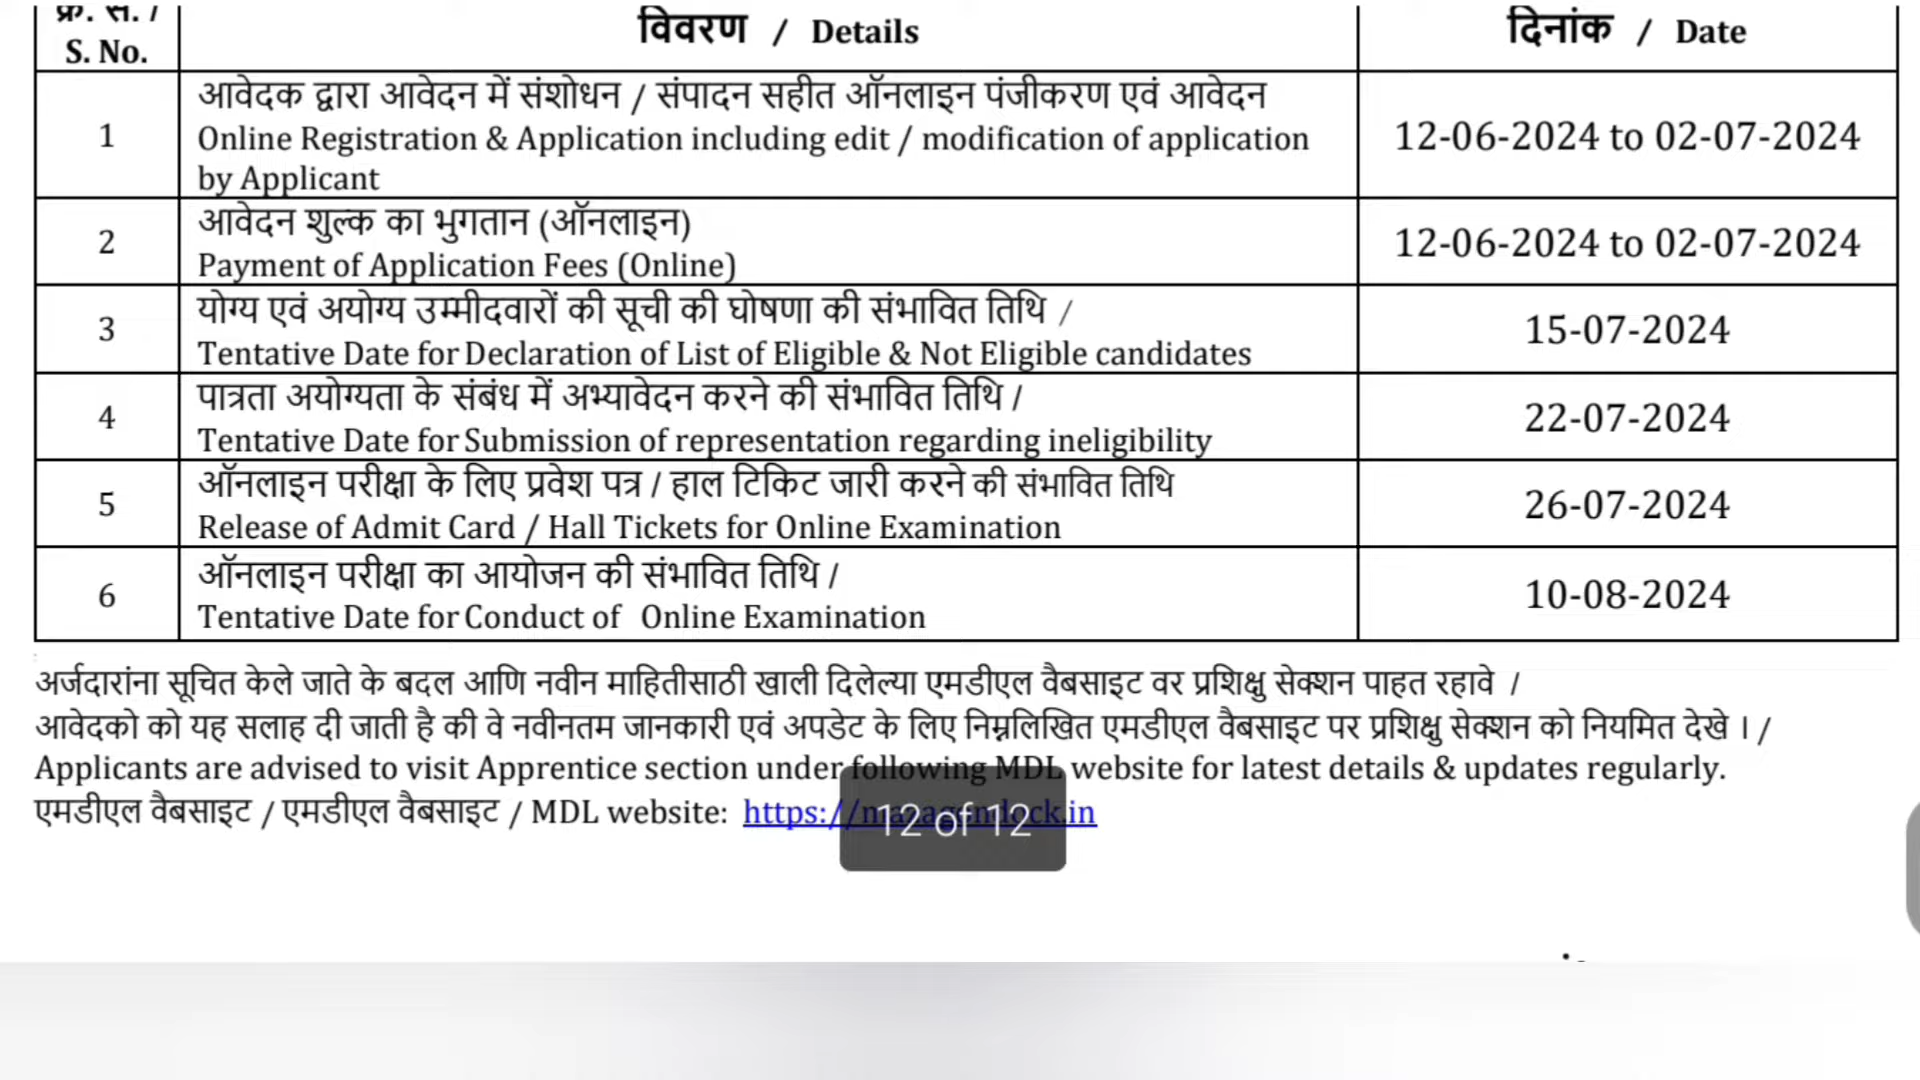 क्र. स. /
S. No.
विवरण / Details
दिनांक / Date
1
आवेदक द्वारा आवेदन में संशोधन / संपादन सहीत ऑनलाइन पंजीकरण एवं आवेदन
Online Registration & Application including edit / modification of application
by Applicant
12-06-2024 to 02-07-2024
2
आवेदन शुल्क का भुगतान (ऑनलाइन)
Payment of Application Fees (Online)
12-06-2024 to 02-07-2024
3
योग्य एवं अयोग्य उम्मीदवारों की सूची की घोषणा की संभावित तिथि /
Tentative Date for Declaration of List of Eligible & Not Eligible candidates
15-07-2024
4
पात्रता अयोग्यता के संबंध में अभ्यावेदन करने की संभावित तिथि /
Tentative Date for Submission of representation regarding ineligibility
22-07-2024
5
ऑनलाइन परीक्षा के लिए प्रवेश पत्र / हाल टिकिट जारी करने की संभावित तिथि
Release of Admit Card / Hall Tickets for Online Examination
26-07-2024
6
ऑनलाइन परीक्षा का आयोजन की संभावित तिथि /
Tentative Date for Conduct of Online Examination
10-08-2024
अर्जदारांना सूचित केले जाते के बदल आणि नवीन माहितीसाठी खाली दिलेल्या एमडीएल वैबसाइट वर प्रशिक्षु सेक्शन पाहत रहावे /
आवेदको को यह सलाह दी जाती है की वे नवीनतम जानकारी एवं अपडेट के लिए निम्नलिखित एमडीएल वैबसाइट पर प्रशिक्षु सेक्शन को नियमित देखे । /
Applicants are advised to visit Apprentice section under following MDL website for latest details & updates regularly.
एमडीएल वैबसाइट / एमडीएल वैबसाइट / MDL website: https://mazagondock.in
12 of 12